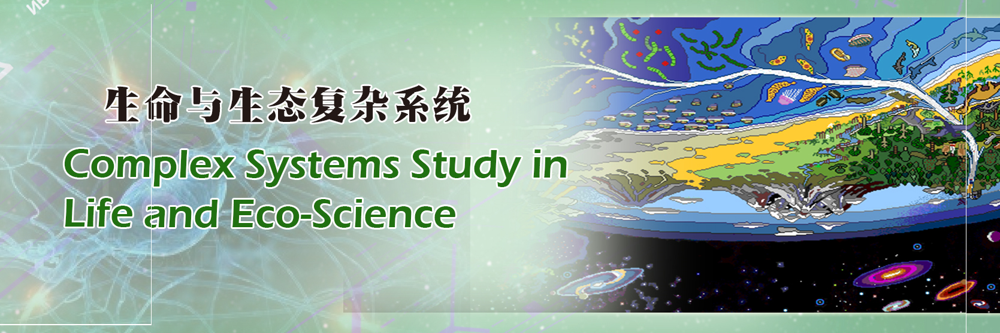 生命与生态复杂系统
Complex Systems Study in
Life and Eco-Science